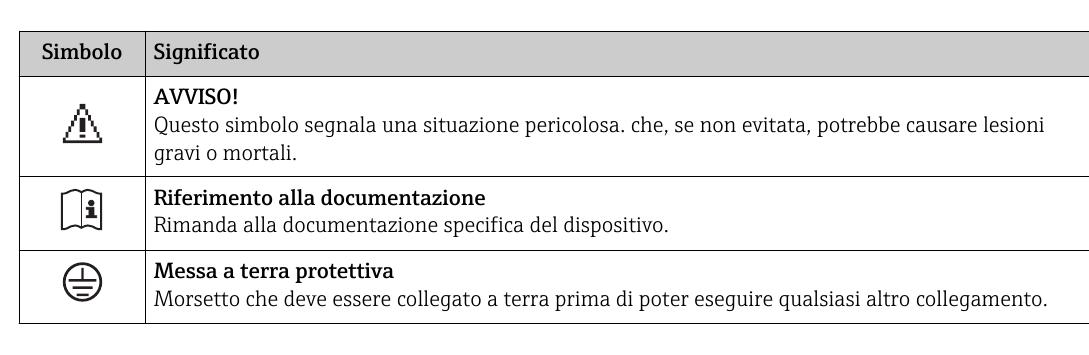 Simbolo Significato
AVVISO!
Questo simbolo segnala una situazione pericolosa. che, se non evitata, potrebbe causare lesioni
gravi o mortali.
Riferimento alla documentazione
Rimanda alla documentazione specifica del dispositivo.
Messa a terra protettiva
Morsetto che deve essere collegato a terra prima di poter eseguire qualsiasi altro collegamento.